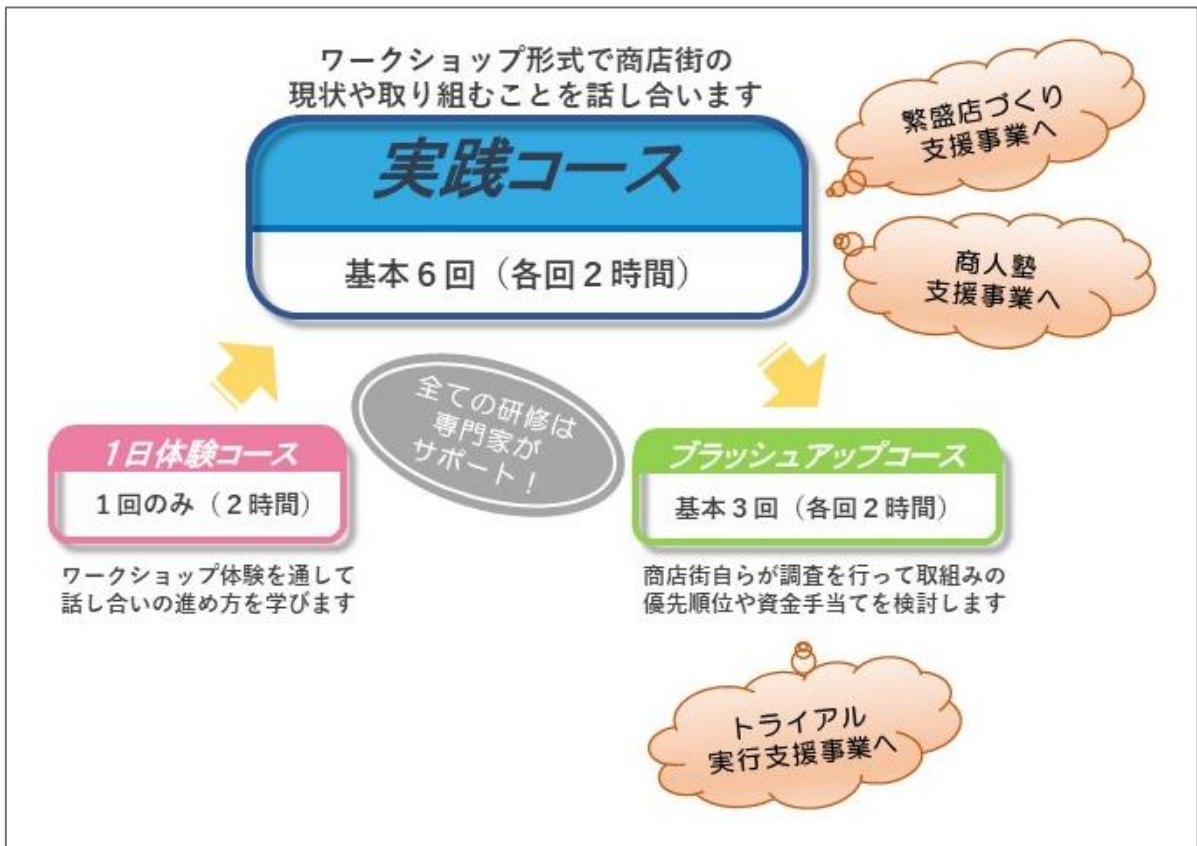 ワークショップ形式で商店街の
現状や取り組むことを話し合います
実践コース
基本6回（各回2時間）
繁盛店づくり
支援事業へ
商人塾
支援事業へ
全ての研修は
専門家が
サポート！
1日体験コース
1回のみ（2時間）
ワークショップ体験を通して
話し合いの進め方を学びます
ブラッシュアップコース
基本3回（各回2時間）
商店街自らが調査を行って取組みの
優先順位や資金手当てを検討します
トライアル
実行支援事業へ